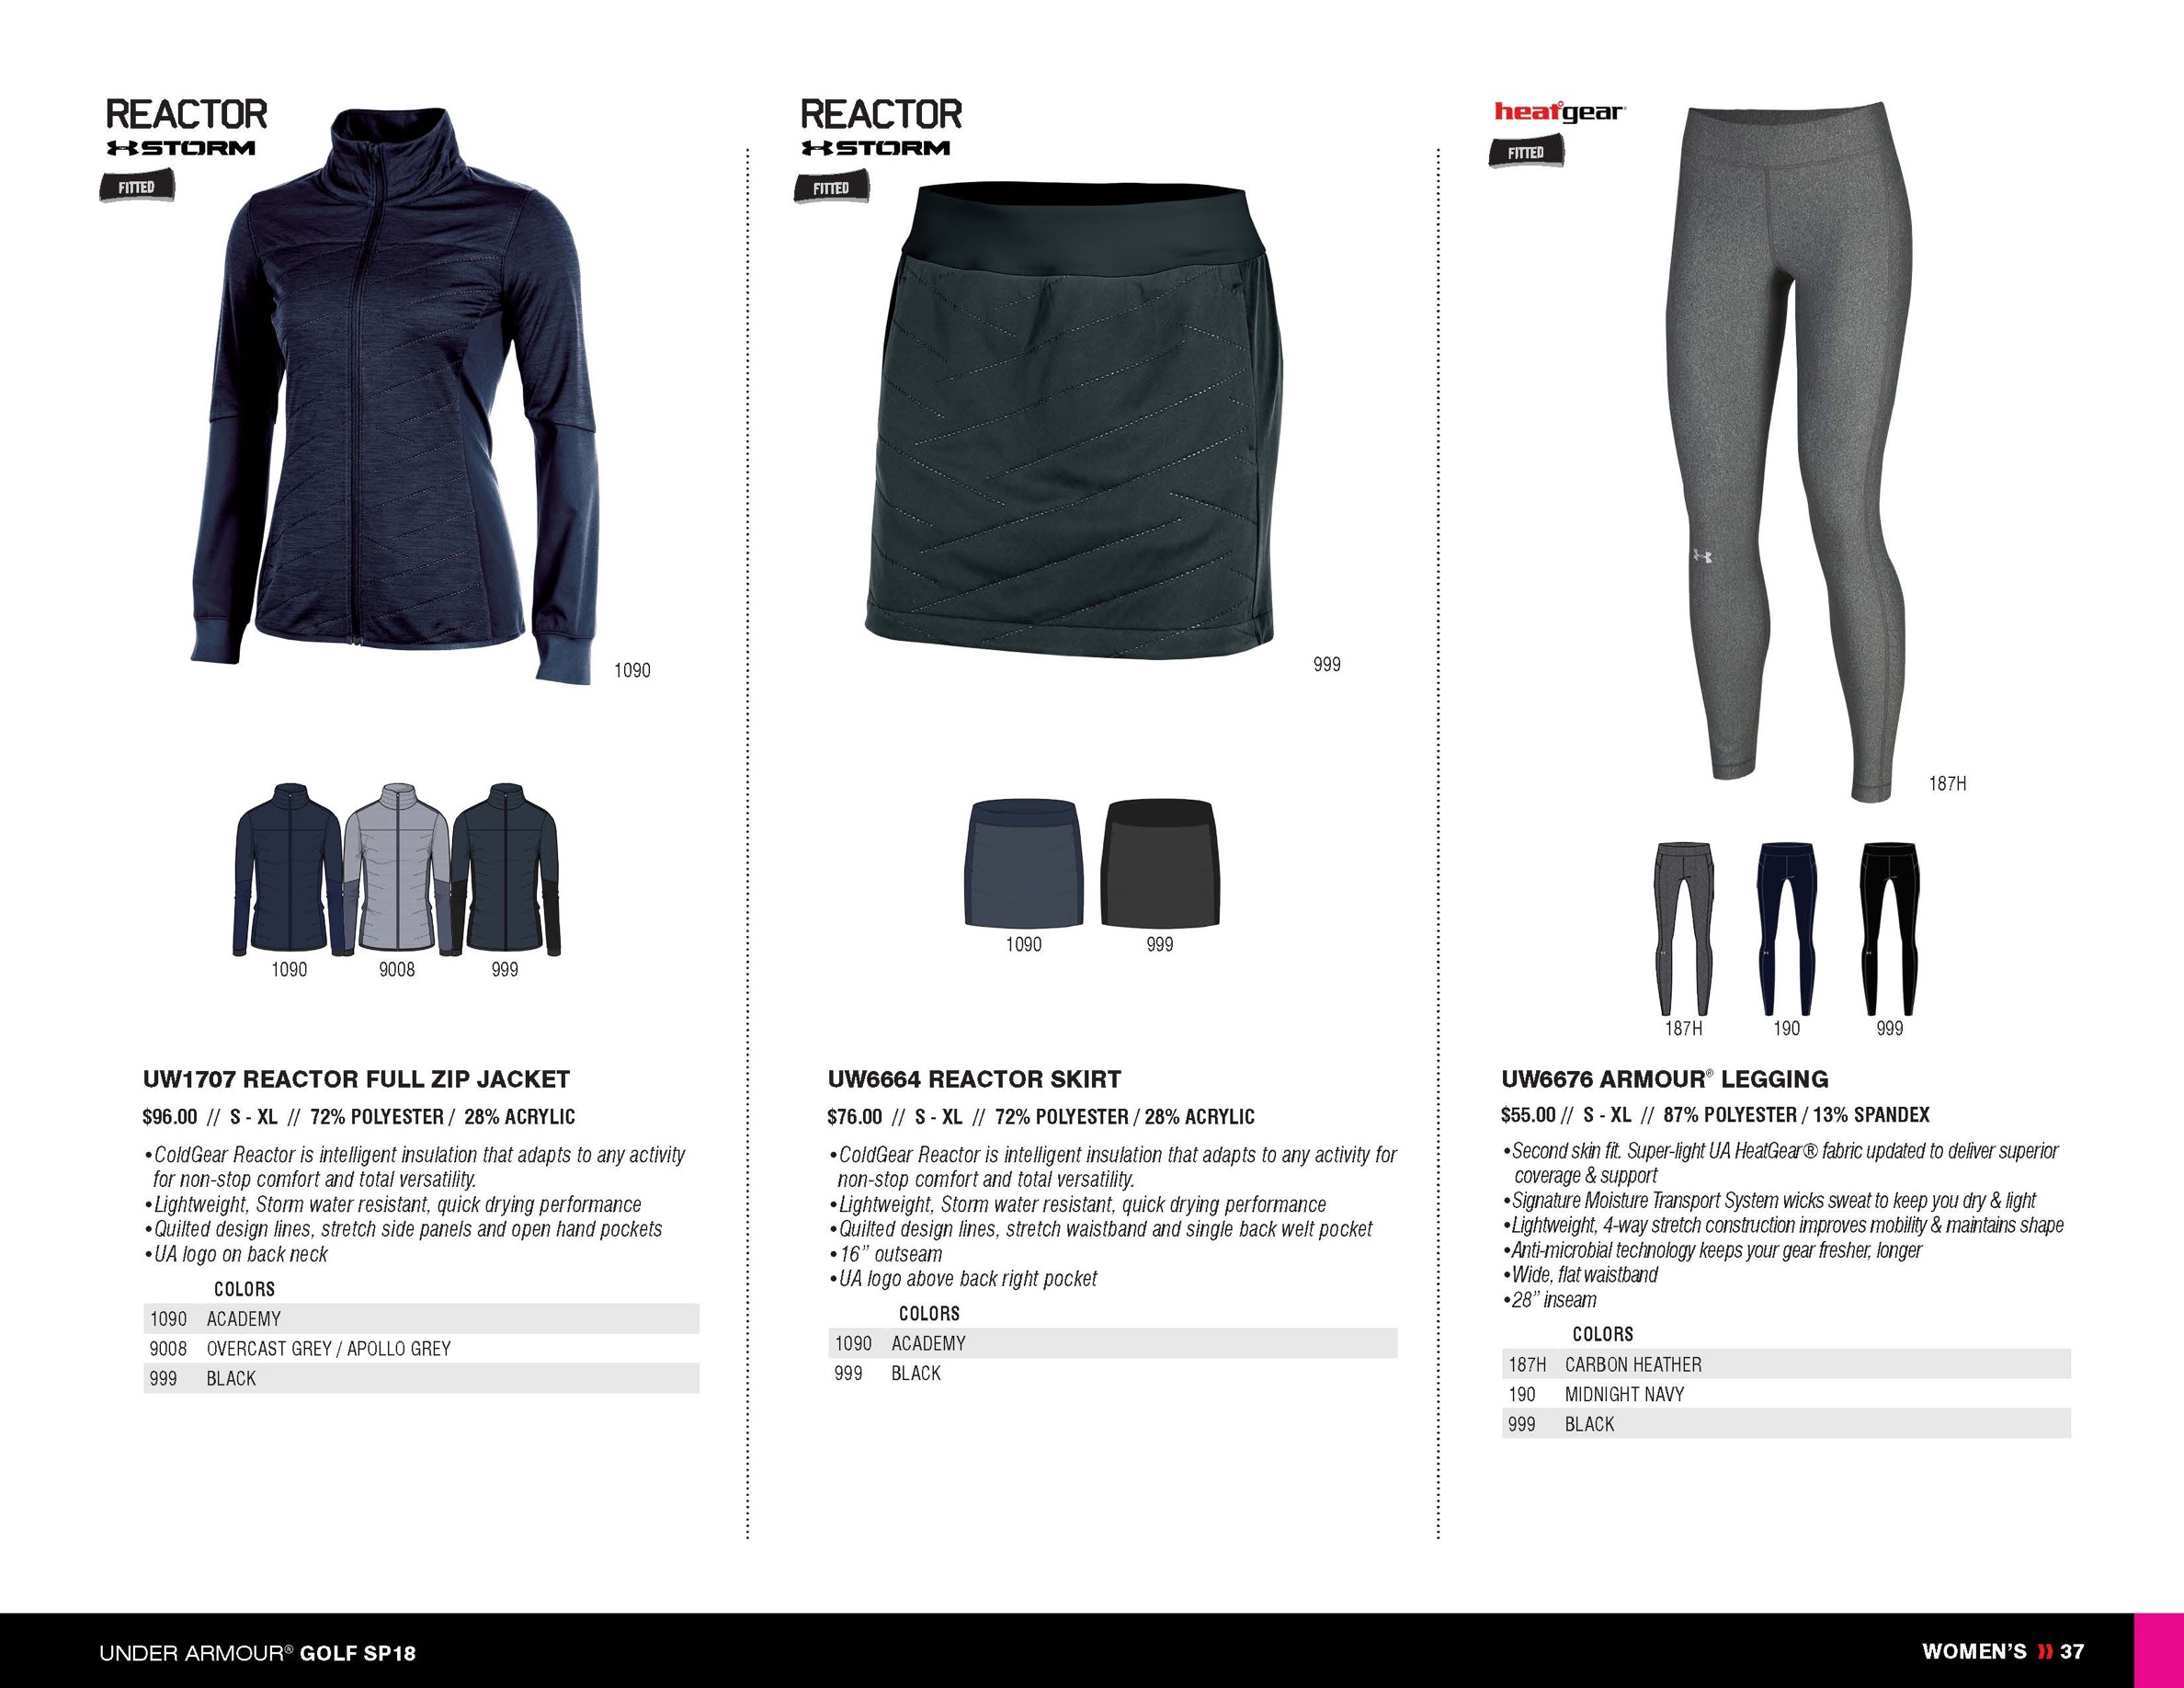 REACTOR
STORM
FITTED
1090
1090 9008 999
UW1707 REACTOR FULL ZIP JACKET
$96.00 // S - XL // 72% POLYESTER / 28% ACRYLIC
•ColdGear Reactor is intelligent insulation that adapts to any activity
for non-stop comfort and total versatility.
•Lightweight, Storm water resistant, quick drying performance
•Quilted design lines, stretch side panels and open hand pockets
•UA logo on back neck
COLORS
1090 ACADEMY
9008 OVERCAST GREY / APOLLO GREY
999 BLACK
REACTOR
STORM
FITTED
999
1090 999
UW6664 REACTOR SKIRT
$76.00 // S - XL // 72% POLYESTER / 28% ACRYLIC
•ColdGear Reactor is intelligent insulation that adapts to any activity for
non-stop comfort and total versatility.
•Lightweight, Storm water resistant, quick drying performance
•Quilted design lines, stretch waistband and single back welt pocket
•16” outseam
•UA logo above back right pocket
COLORS
1090 ACADEMY
999 BLACK
heatgear®
FITTED
187H
187H 190 999
UW6676 ARMOUR® LEGGING
$55.00 // S - XL // 87% POLYESTER / 13% SPANDEX
•Second skin fit. Super-light UA HeatGear® fabric updated to deliver superior
coverage & support
•Signature Moisture Transport System wicks sweat to keep you dry & light
•Lightweight, 4-way stretch construction improves mobility & maintains shape
•Anti-microbial technology keeps your gear fresher, longer
•Wide, flat waistband
•28” inseam
COLORS
187H CARBON HEATHER
190 MIDNIGHT NAVY
999 BLACK
UNDER ARMOUR® GOLF SP18
WOMEN’S 37